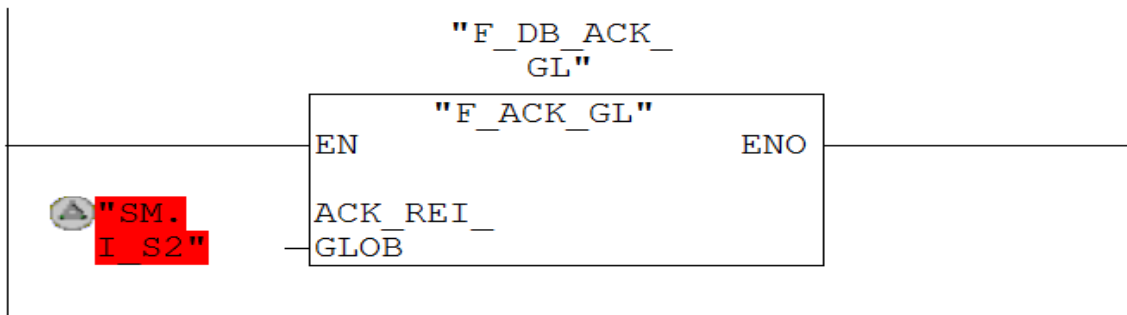 "F_DB_ACK_
GL"
"F_ACK_GL"
EN ENO
"SM. ACK_REI_
I_S2" GLOB